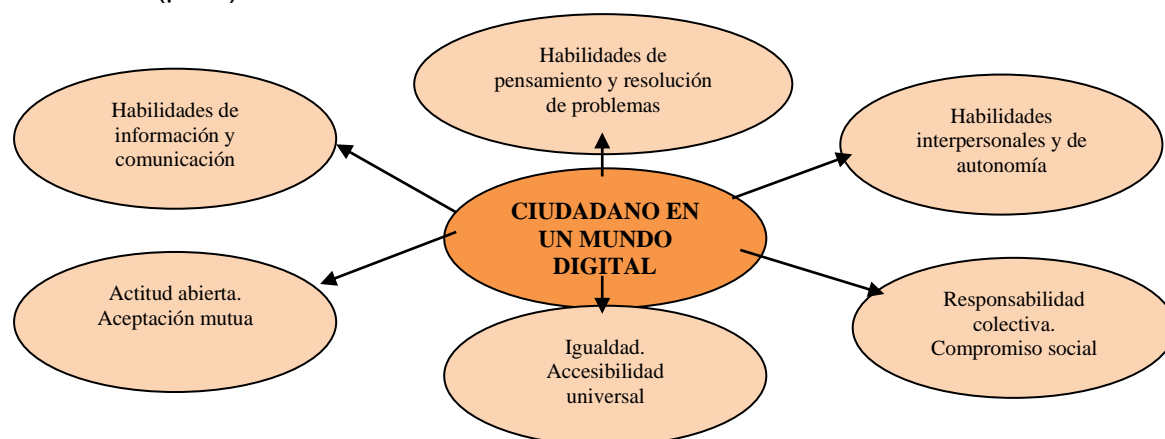 Habilidades de
pensamiento y resolución
de problemas
Habilidades de
información y
comunicación
Habilidades
interpersonales y de
autonomía
CIUDADANO EN
UN MUNDO
DIGITAL
Actitud abierta.
Aceptación mutua
Igualdad.
Accesibilidad
universal
Responsabilidad
colectiva.
Compromiso social